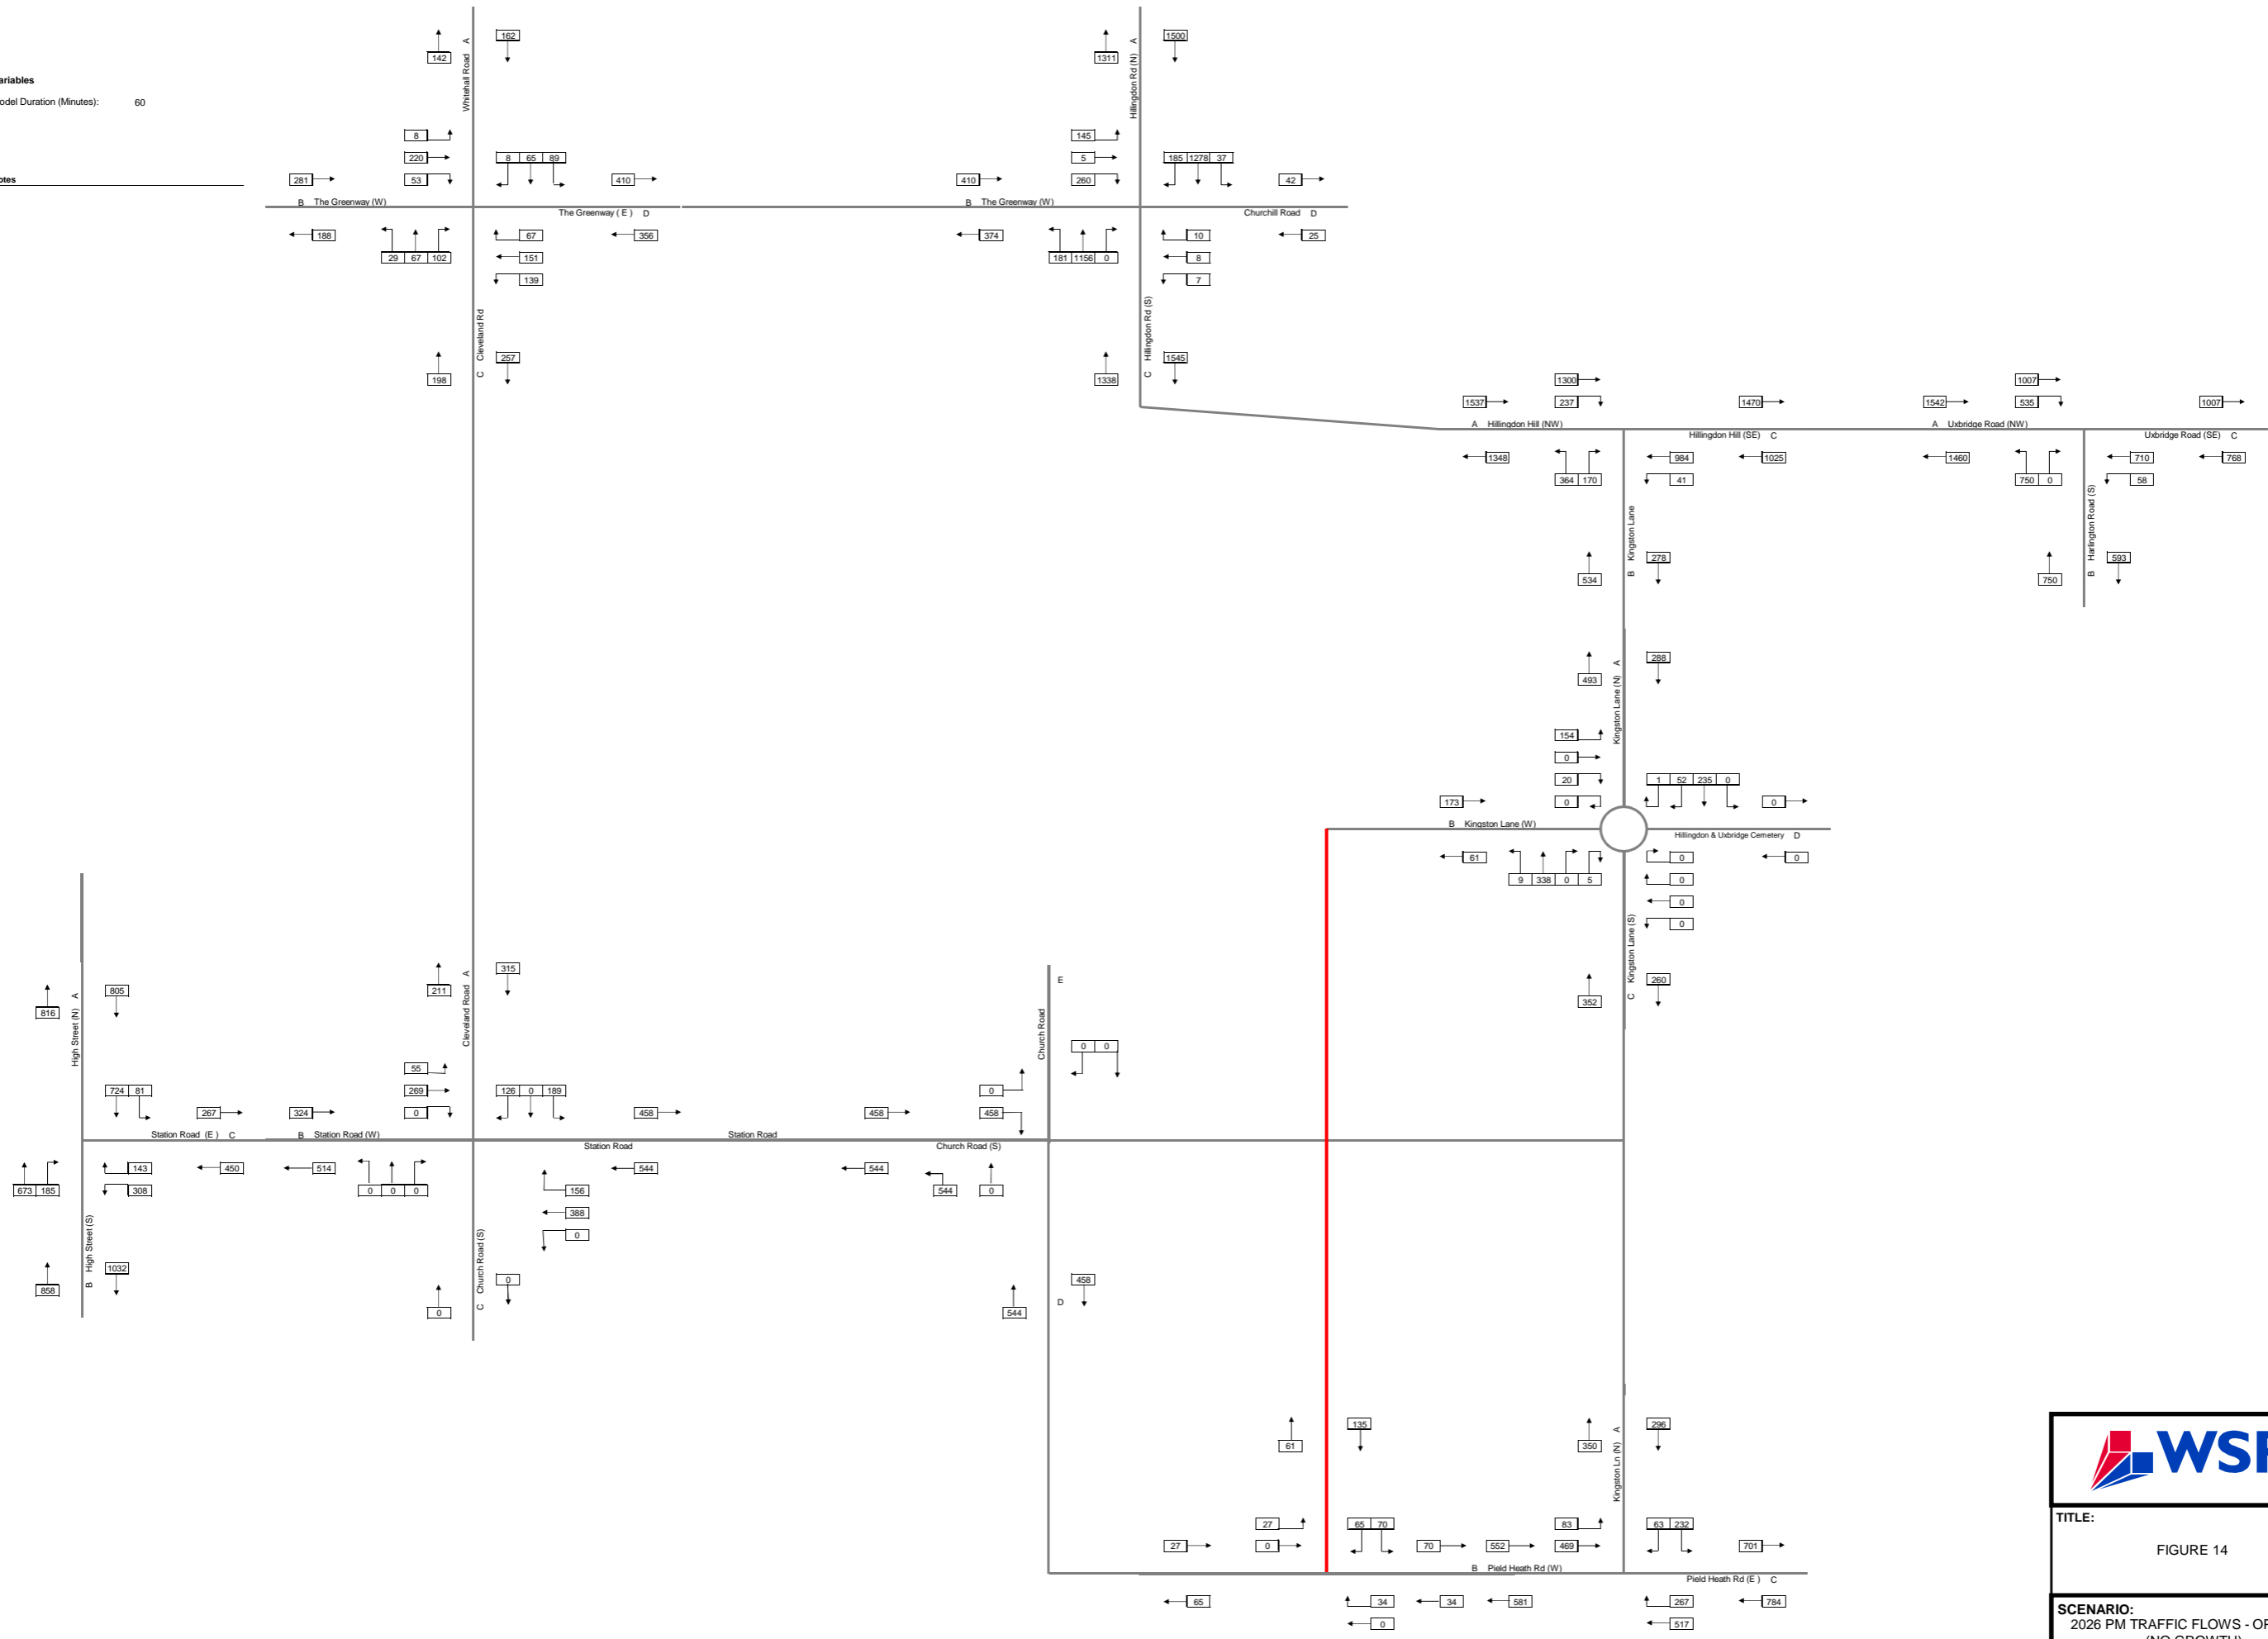 142
Whitehall Road A
162
1311
Hillingdon Rd (N) A
1500
60
8
220
53
8 65 89
281
410
B The Greenway (W)
The Greenway ( E ) D
188
29 67 102
67
151
139
356
C Cleveland Rd
198
257
145
5
260
185 1278 37
410
42
B The Greenway (W)
Churchill Road D
374
181 1156 0
10
8
7
25
C Hillingdon Rd (S)
1338
1545
1537
1300
237
1470
A Hillingdon Hill (NW)
Hillingdon Hill (SE) C
1348
364 170
984
41
1025
1542
1007
535
1007
A Uxbridge Road (NW)
Uxbridge Road (SE) C
1460
750 0
710
58
768
B Kingston Lane
534
278
B Harlington Road (S)
750
593
493
Kingston Lane (N) A
288
154
0
20
0
1 52 235 0
173
0
B Kingston Lane (W)
Hillingdon & Uxbridge Cemetery D
61
9 338 0 5
0
0
0
0
0
C Kingston Lane (S)
352
260
816
High Street (N) A
805
724 81
267
Station Road (E ) C
673 185
143
308
450
B High Street (S)
858
1032
211
Cleveland Road A
315
55
269
0
126 0 189
324
458
B Station Road (W)
Station Road
Station Road
514
0 0 0
156
388
0
544
C Church Road (S)
0
0
E
Church Road
0 0
0
458
458
Church Road (S)
544
544
0
544
D
458
61
135
27
27
0
65 70
70
65
34
0
34
350
Kingston Ln (N) A
296
552
83
469
63 232
701
B Pield Heath Rd (W)
Pield Heath Rd (E ) C
581
267
517
784
TITLE:
FIGURE 14
SCENARIO:
2026 PM TRAFFIC FLOWS -